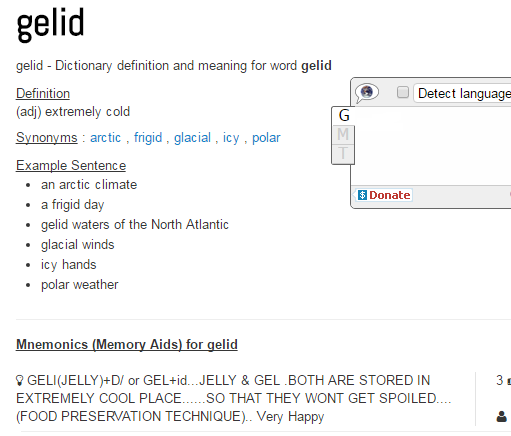 gelid
gelid - Dictionary definition and meaning for word gelid
Definition
(adj) extremely cold
Synonyms : arctic , frigid , glacial , icy , polar
Example Sentence
an arctic climate
a frigid day
gelid waters of the North Atlantic
glacial winds
icy hands
polar weather
Detect language
G
M
T
$ Donate
Mnemonics (Memory Aids) for gelid
GELI(JELLY)+D/ or GEL+id...JELLY & GEL .BOTH ARE STORED IN
EXTREMELY COOL PLACE......SO THAT THEY WONT GET SPOILED....
(FOOD PRESERVATION TECHNIQUE).. Very Happy
3